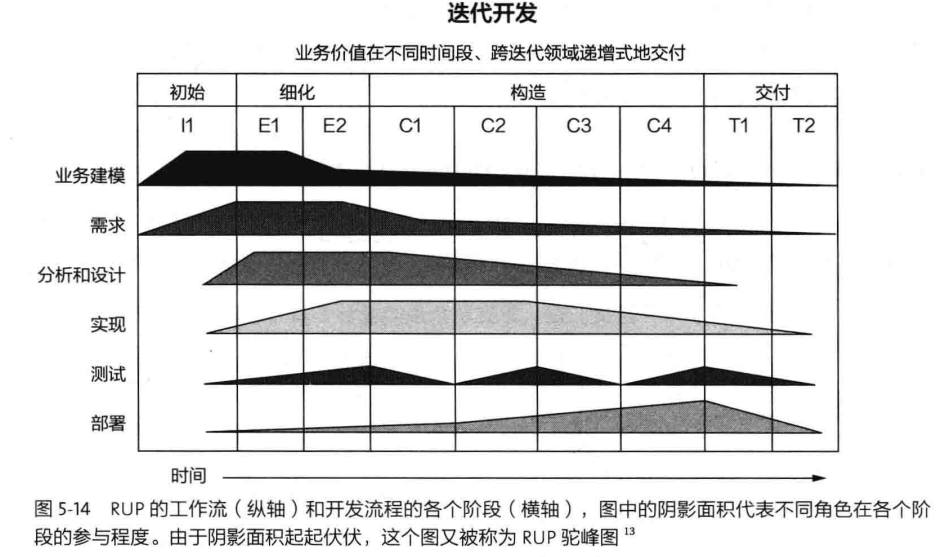 迭代开发
业务价值在不同时间段、跨迭代领域递增式地交付
初始 细化 构造 交付
I1 E1 E2 C1 C2 C3 C4 T1 T2
业务建模
需求
分析和设计
实现
测试
部署
时间
图 5-14 RUP 的工作流（纵轴）和开发流程的各个阶段（横轴），图中的阴影面积代表不同角色在各个阶
段的参与程度。由于阴影面积起起伏伏，这个图又被称为 RUP 驼峰图 13